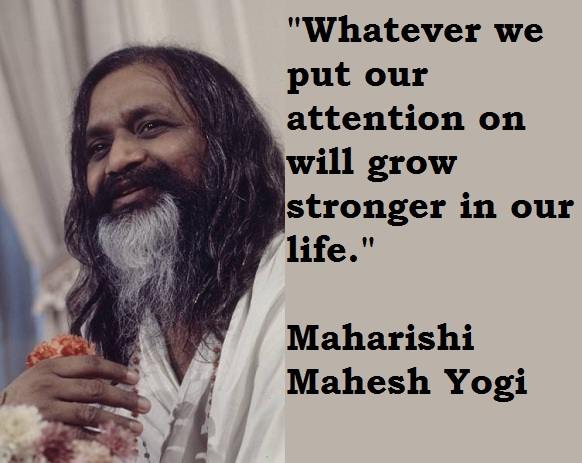 "Whatever we
put our
attention on
will grow
stronger in our
life."
Maharishi
Mahesh Yogi